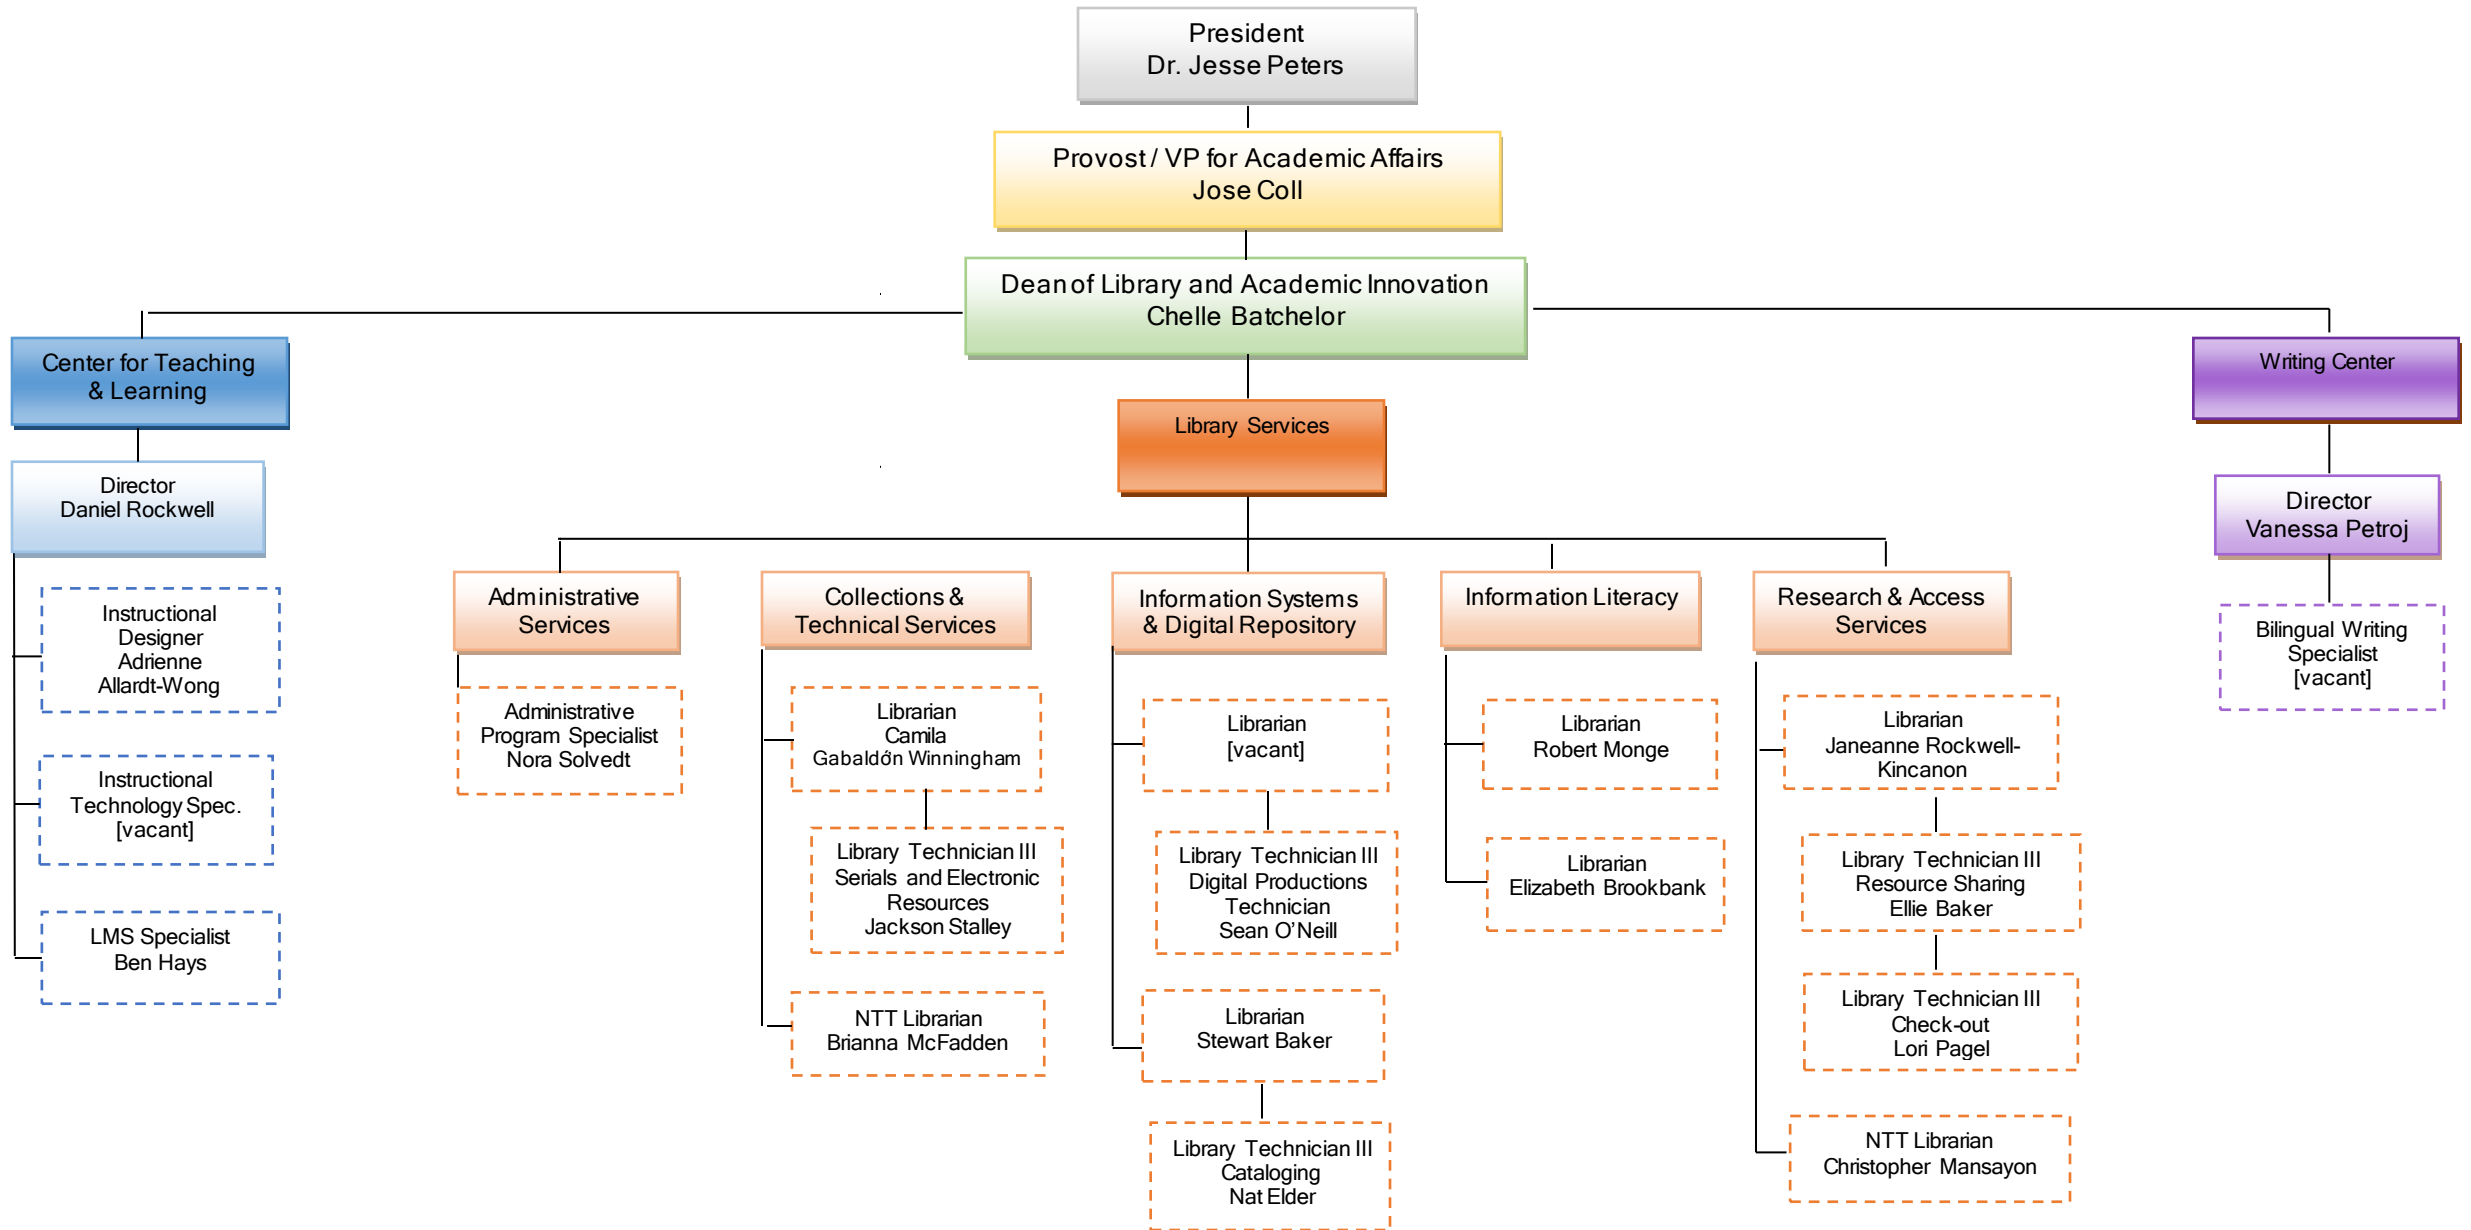 President
Dr. Jesse Peters
Provost / VP for Academic Affairs
Jose Coll
Dean of Library and Academic Innovation
Chelle Batchelor
Center for Teaching
& Learning
Director
Daniel Rockwell
Instructional
Designer
Adrienne
Allardt-Wong
Instructional
Technology Spec.
[vacant]
LMS Specialist
Ben Hays
Library Services
Administrative
Services
Administrative
Program Specialist
Nora Solvedt
Collections &
Technical Services
Librarian
Camila
Gabaldón Winningham
Library Technician III
Serials and Electronic
Resources
Jackson Stalley
NTT Librarian
Brianna McFadden
Information Systems
& Digital Repository
Librarian
[vacant]
Library Technician III
Digital Productions
Technician
Sean O’Neill
Librarian
Stewart Baker
Library Technician III
Cataloging
Nat Elder
Information Literacy
Librarian
Robert Monge
Librarian
Elizabeth Brookbank
Research & Access
Services
Librarian
Janeanne Rockwell-
Kincanon
Library Technician III
Resource Sharing
Ellie Baker
Library Technician III
Check-out
Lori Pagel
NTT Librarian
Christopher Mansayon
Writing Center
Director
Vanessa Petroj
Bilingual Writing
Specialist
[vacant]